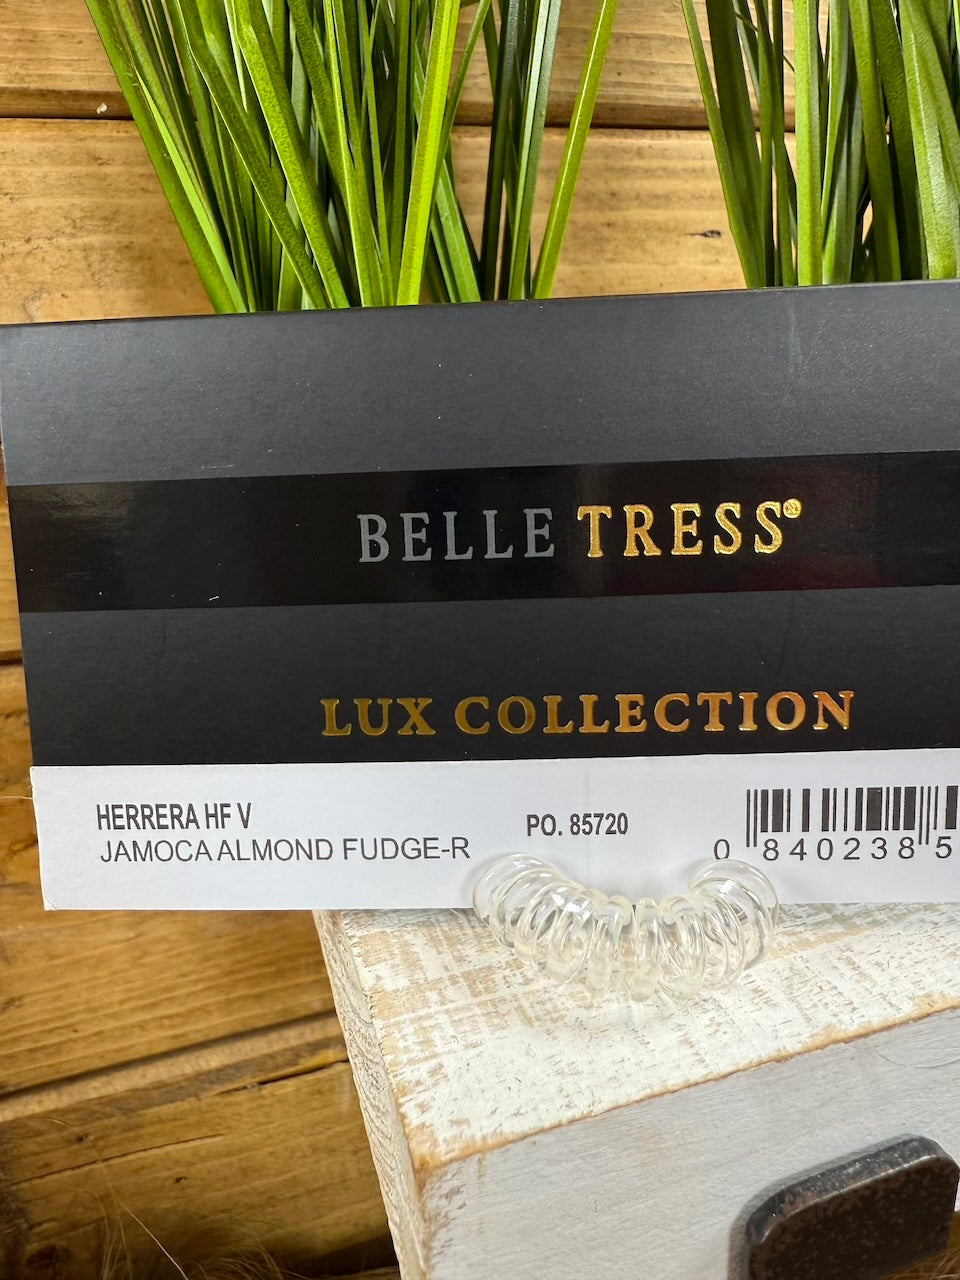 BELLE TRESS®
LUX COLLECTION
HERRERA HF V
JAMOCA ALMOND FUDGE-R
PO. 85720
0 840238 5